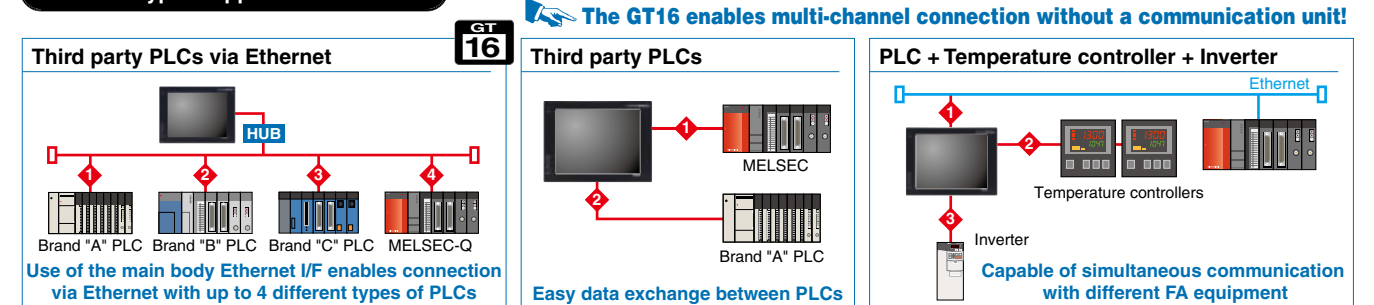 The GT16 enables multi-channel connection without a communication unit!
GT
16
Third party PLCs via Ethernet
HUB
1
2
3
4
Brand "A" PLC
Brand "B" PLC
Brand "C" PLC
MELSEC-Q
Use of the main body Ethernet I/F enables connection
via Ethernet with up to 4 different types of PLCs
Third party PLCs
1
MELSEC
2
Brand "A" PLC
Easy data exchange between PLCs
PLC + Temperature controller + Inverter
Ethernet
1
2
Temperature controllers
3
Inverter
Capable of simultaneous communication
with different FA equipment